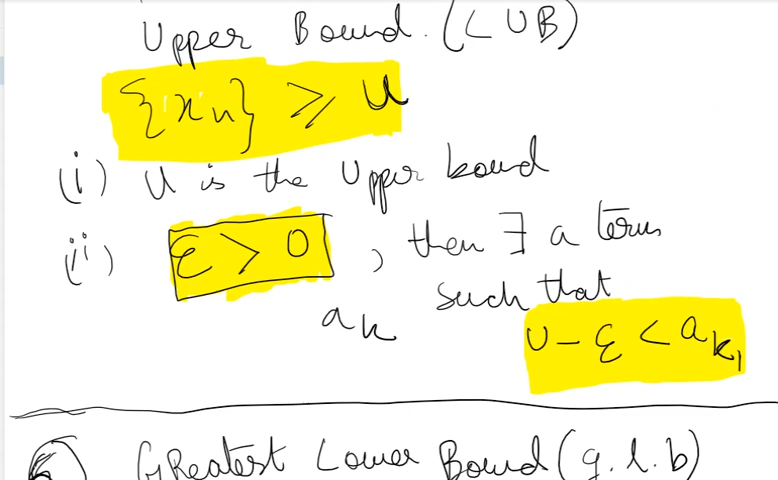 Upper Bound. (LUB)
{xn} ≥ u
(i) u is the Upper bound
(ii) ε > 0, then ∃ a term
ak such that
U - ε < ak,
6 Greatest Lower Bound (g.l.b)